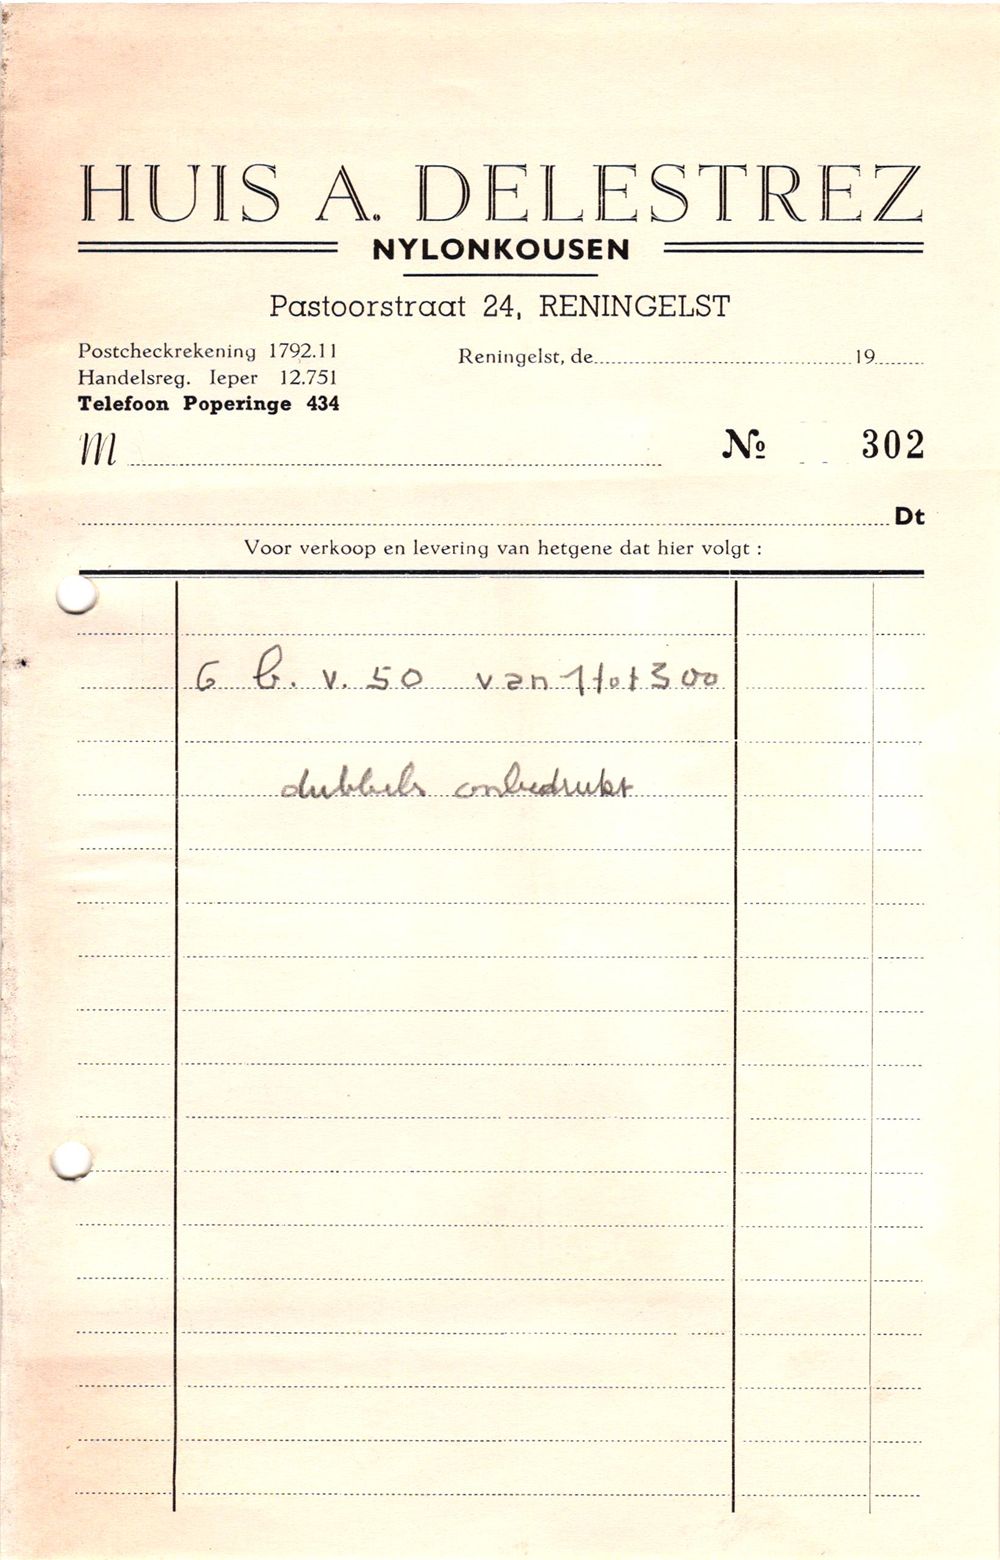 HUIS A. DELESTREZ
NYLONKOUSEN
Pastoorstraat 24, RENINGELST
Postcheckrekening 1792.11
Handelsreg. Ieper 12.751
Telefoon Poperinge 434
Reningelst, de 19
M
№ 302
Dt
Voor verkoop en levering van hetgene dat hier volgt :
6 b. v. 50 van 1 tot 300
dubbels onbedrukt